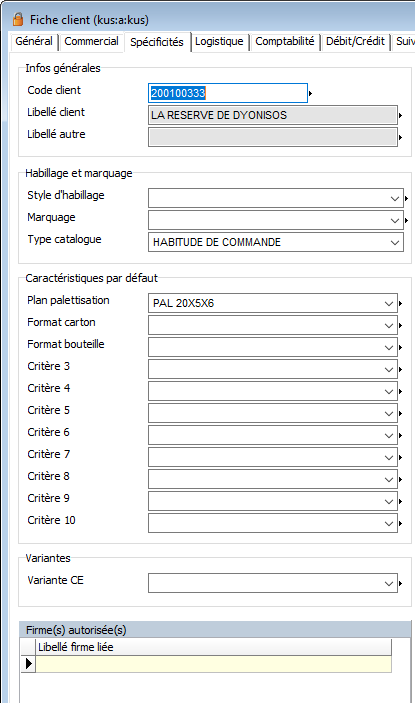 Fiche client (kus:a:kus)
Général Commercial Spécificités Logistique Comptabilité Débit/Crédit Suiv
Infos générales
Code client 200100333
Libellé client LA RESERVE DE DYONISOS
Libellé autre
Habillage et marquage
Style d'habillage
Marquage
Type catalogue HABITUDE DE COMMANDE
Caractéristiques par défaut
Plan palettisation PAL 20X5X6
Format carton
Format bouteille
Critère 3
Critère 4
Critère 5
Critère 6
Critère 7
Critère 8
Critère 9
Critère 10
Variantes
Variante CE
Firme(s) autorisée(s)
Libellé firme liée